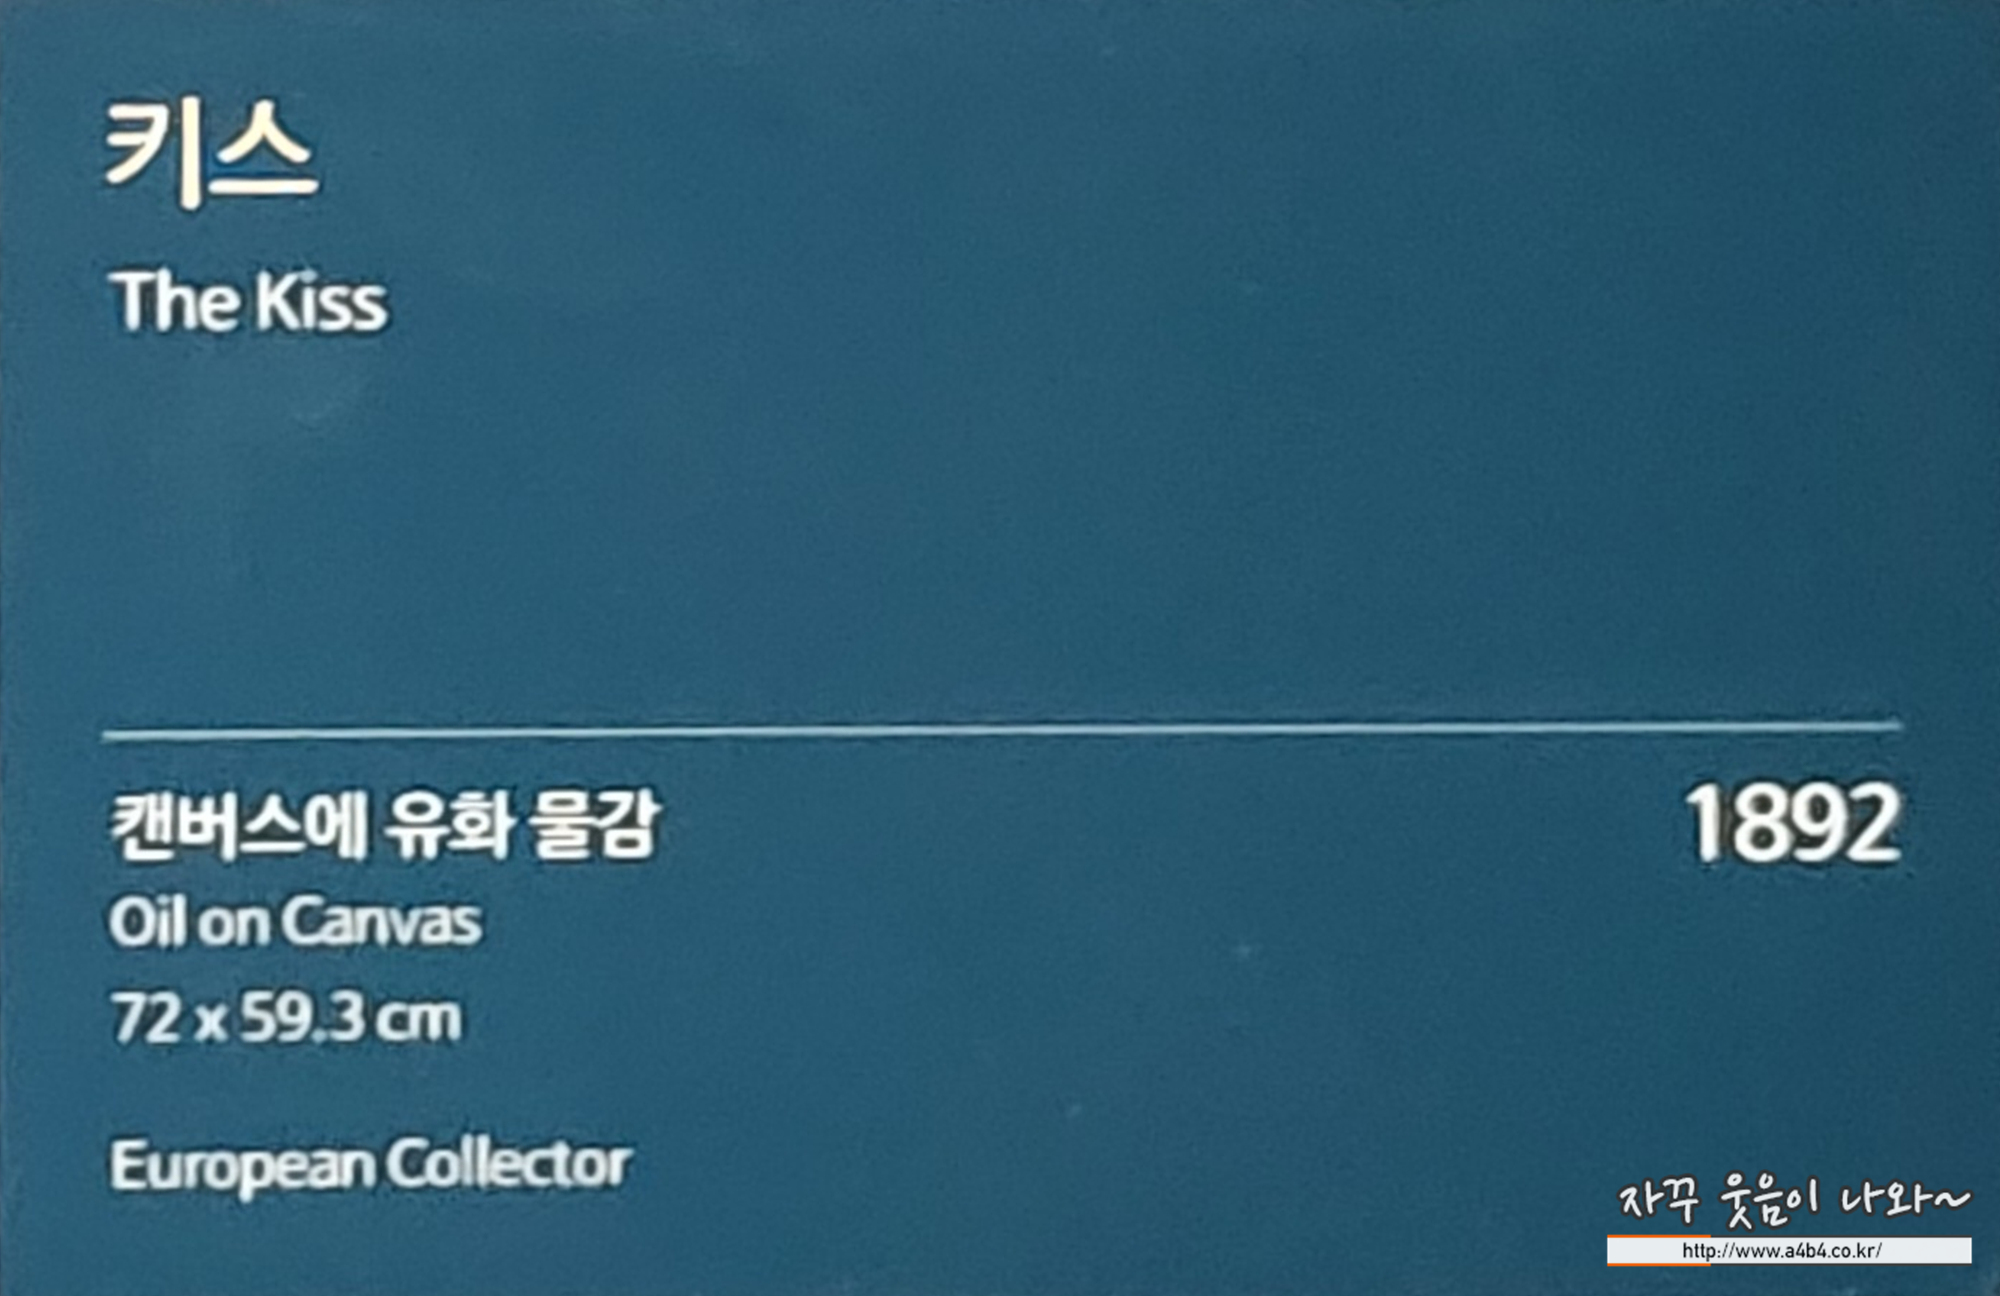 키스
The Kiss
캔버스에 유화 물감
1892
Oil on Canvas
72 x 59.3 cm
European Collector
자꾸 웃음이 나와~
http://www.a4b4.co.kr/